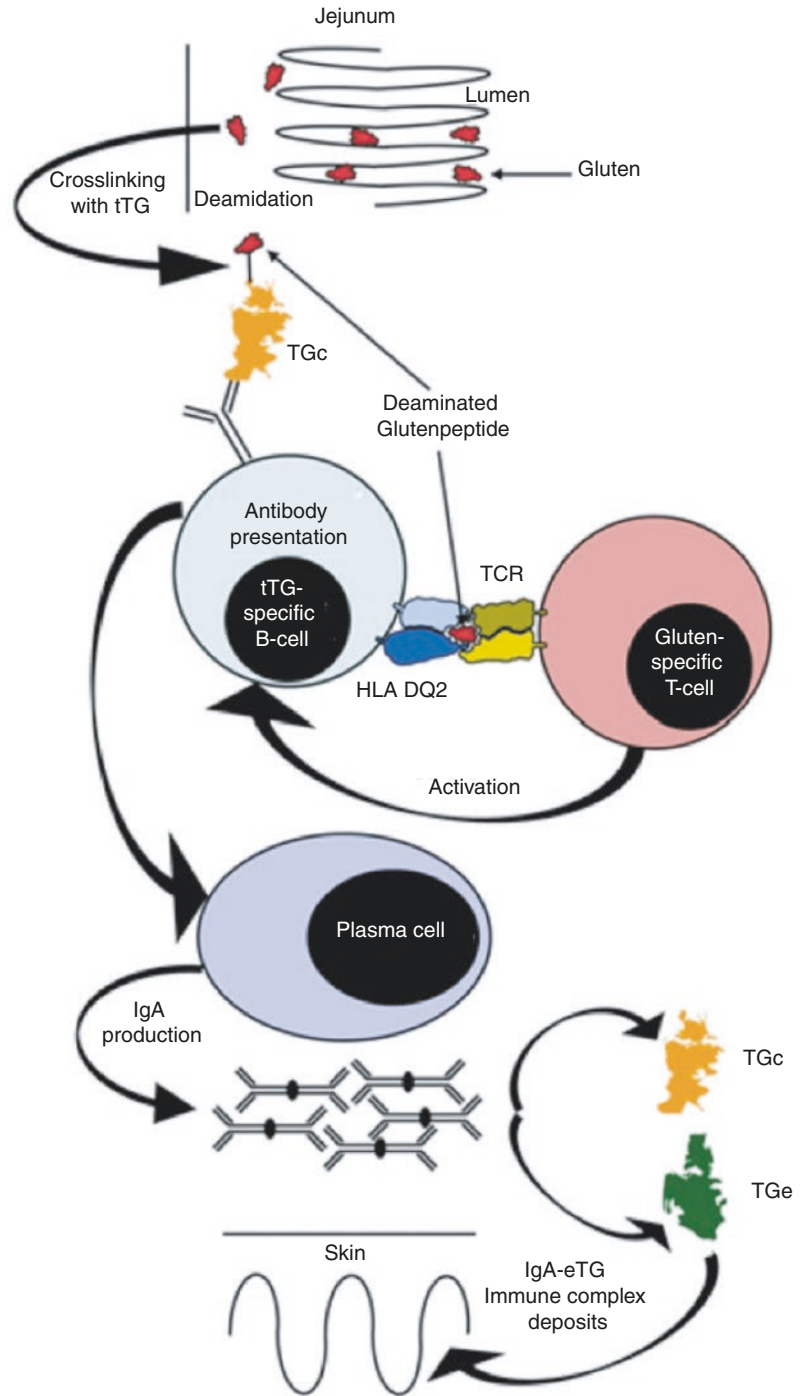 Jejunum
Lumen
Gluten
Crosslinking
with tTG
Deamidation
TGc
Deaminated
Glutenpeptide
Antibody
presentation
tTG-
specific
B-cell
TCR
HLA DQ2
Gluten-
specific
T-cell
Activation
Plasma cell
IgA
production
TGc
TGe
Skin
IgA-eTG
Immune complex
deposits